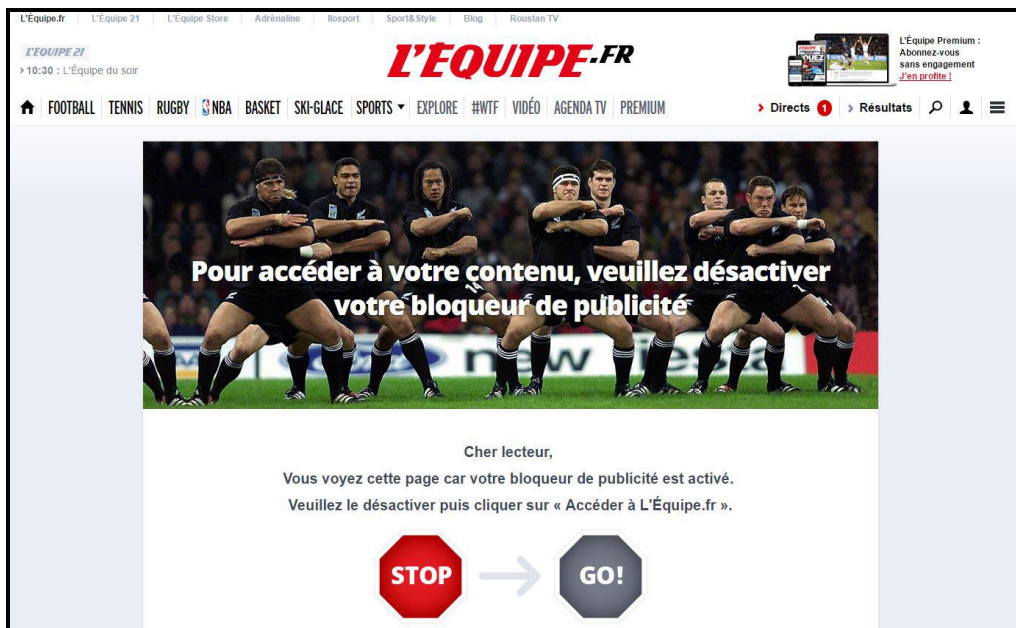 L'Équipe.fr L'Équipe 21 L'Équipe Store Adrénaline Ilosport Sport&Style Blog Roustan TV
L'EQUIPE 21
10:30 : L'Équipe du soir
L'EQUIPE.FR
L'Équipe Premium :
Abonnez-vous
sans engagement
J'en profite !
FOOTBALL TENNIS RUGBY NBA BASKET SKI-GLACE SPORTS EXPLORE #WTF VIDÉO AGENDA TV PREMIUM
Directs 1 Résultats
Pour accéder à votre contenu, veuillez désactiver
votre bloqueur de publicité
14
Ford new
Cher lecteur,
Vous voyez cette page car votre bloqueur de publicité est activé.
Veuillez le désactiver puis cliquer sur « Accéder à L'Équipe.fr ».
STOP GO!